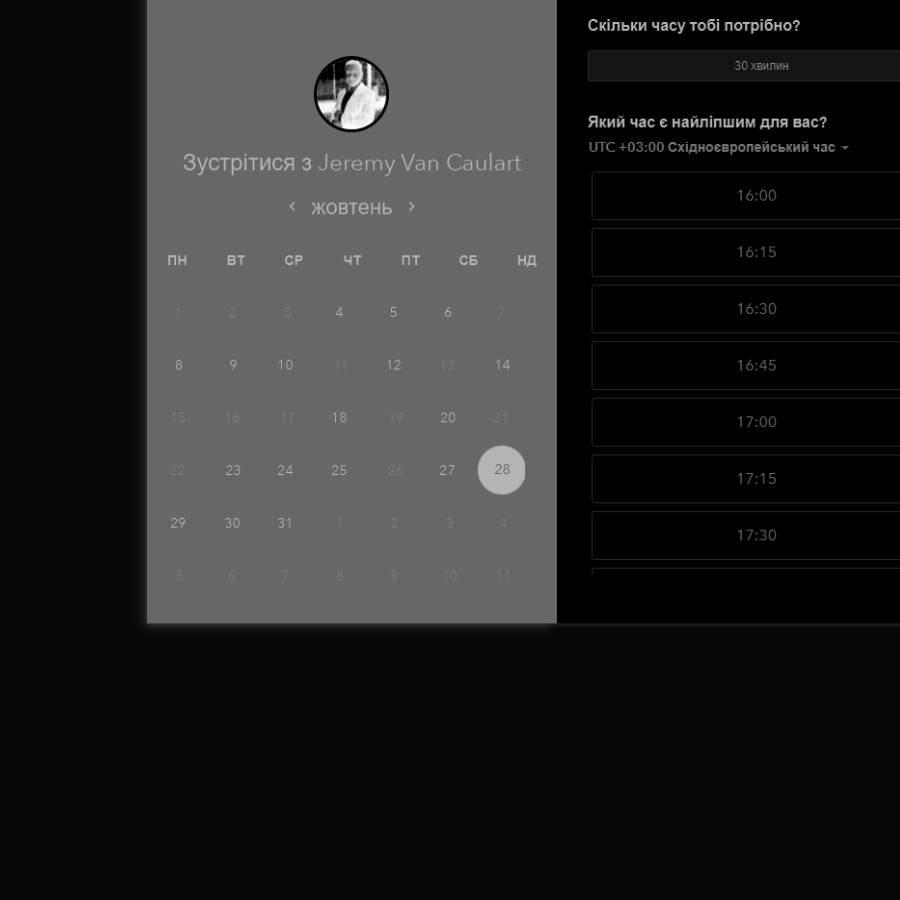 Зустрітися з Jeremy Van Caulart
‹ жовтень ›
ПН ВТ СР ЧТ ПТ СБ НД
1 2 3 4 5 6 7
8 9 10 11 12 13 14
15 16 17 18 19 20 21
22 23 24 25 26 27 28
29 30 31 1 2 3 4
5 6 7 8 9 10 11
Скільки часу тобі потрібно?
30 хвилин
Який час є найліпшим для вас?
UTC +03:00 Східноєвропейський час
16:00
16:15
16:30
16:45
17:00
17:15
17:30